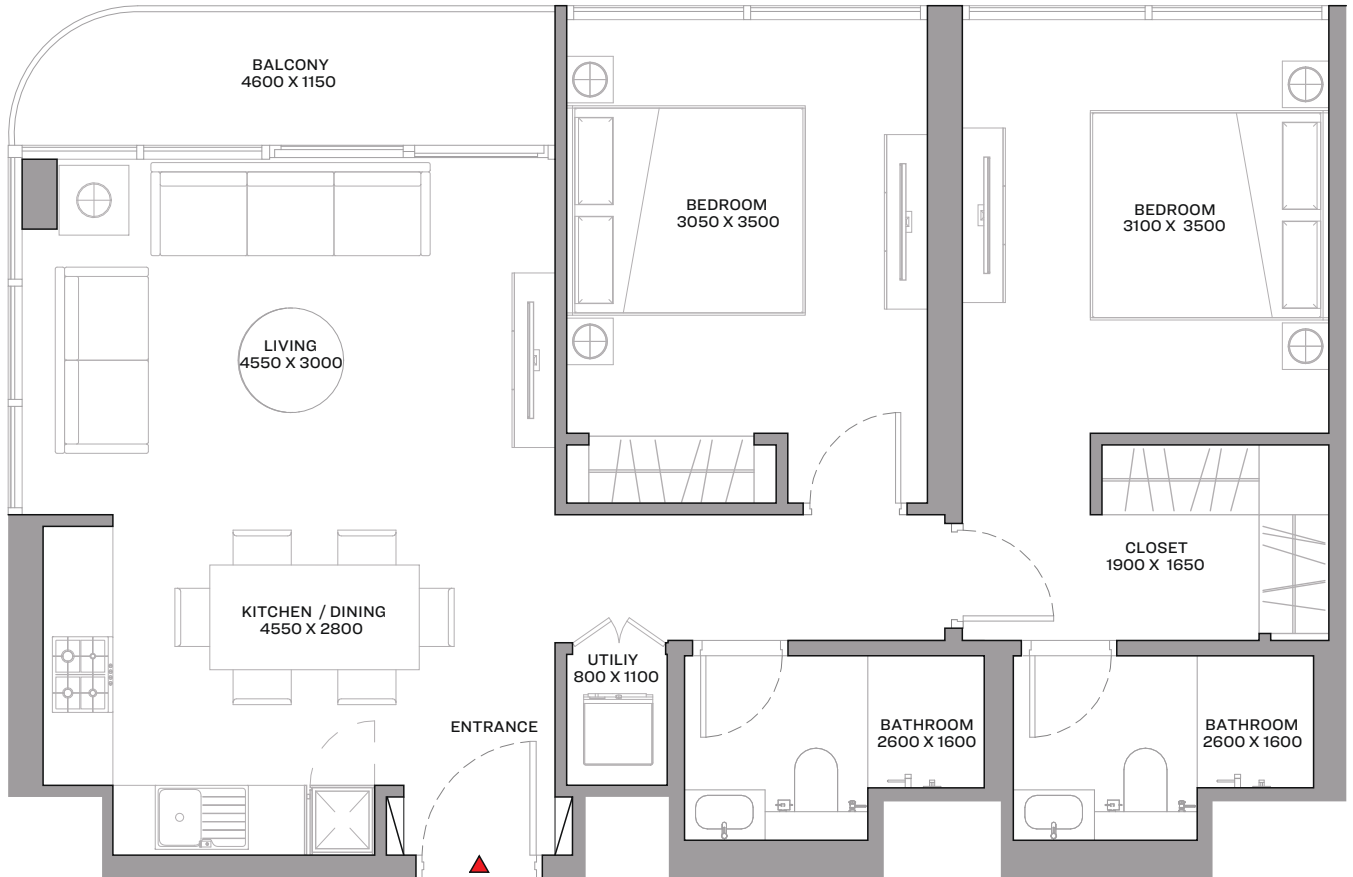 BALCONY
4600 X 1150
BEDROOM
3050 X 3500
BEDROOM
3100 X 3500
LIVING
4550 X 3000
CLOSET
1900 X 1650
KITCHEN / DINING
4550 X 2800
UTILIY
800 X 1100
ENTRANCE
BATHROOM
2600 X 1600
BATHROOM
2600 X 1600